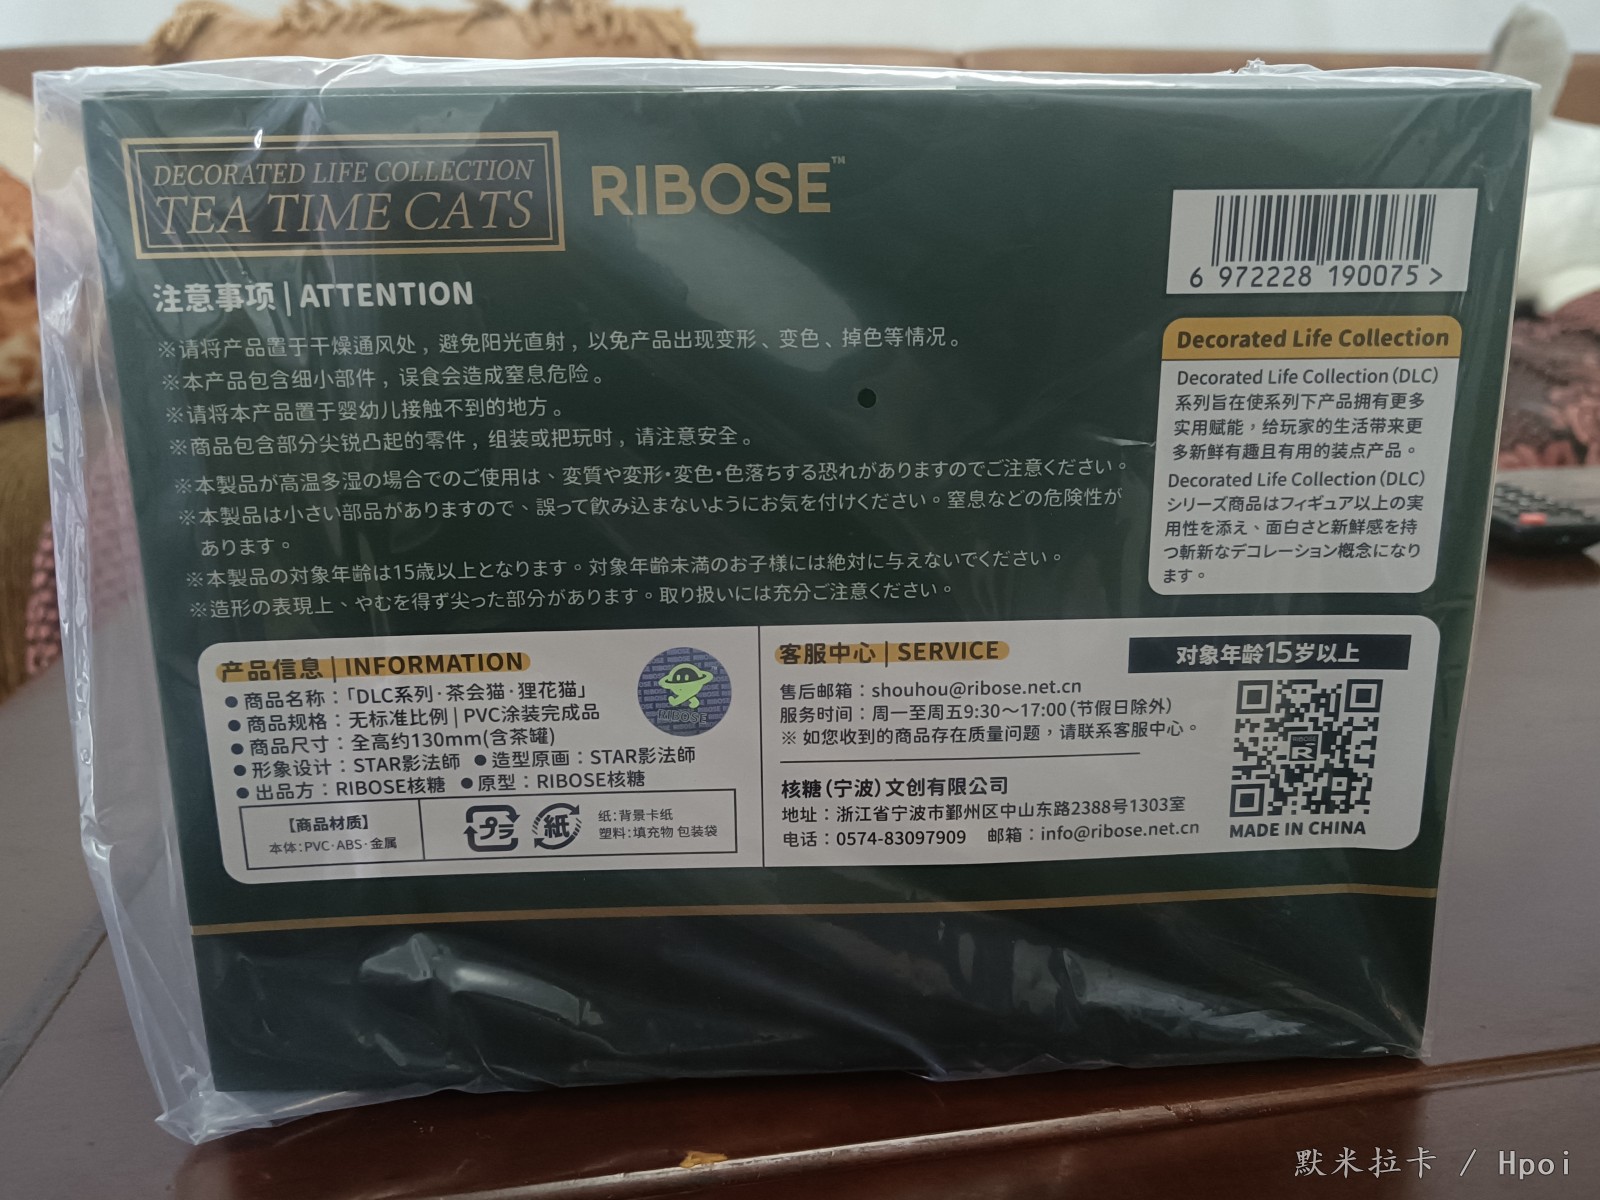 DECORATED LIFE COLLECTION
TEA TIME CATS
RIBOSE™
注意事项 | ATTENTION
※请将产品置于干燥通风处，避免阳光直射，以免产品出现变形、变色、掉色等情况。
※本产品包含细小部件，误食会造成窒息危险。
※请将本产品置于婴幼儿接触不到的地方。
※商品包含部分尖锐凸起的零件，组装或把玩时，请注意安全。
※本製品が高温多湿の場合でのご使用は、変質や変形･変色･色落ちする恐れがありますのでご注意ください。
※本製品は小さい部品がありますので、誤って飲み込まないようにお気を付けください。窒息などの危険性が
あります。
※本製品の対象年齢は15歳以上となります。対象年齢未満のお子様には絶対に与えないでください。
※造形の表現上、やむを得ず尖った部分があります。取り扱いには充分ご注意ください。
6 972228 190075 >
Decorated Life Collection
Decorated Life Collection（DLC）
系列旨在使系列下产品拥有更多
实用赋能，给玩家的生活带来更
多新鲜有趣且有用的装点产品。
Decorated Life Collection（DLC）
シリーズ商品はフィギュア以上の実
用性を添え、面白さと新鮮感を持
つ斬新なデコレーション概念になり
ます。
产品信息 | INFORMATION
●商品名称：「DLC系列·茶会猫·狸花猫」
●商品规格：无标准比例 | PVC涂装完成品
●商品尺寸：全高约130mm(含茶罐)
●形象设计：STAR影法師 ●造型原画：STAR影法師
●出品方：RIBOSE核糖 ●原型：RIBOSE核糖
RIBOSE
【商品材质】
本体:PVC·ABS·金属
プラ
紙
纸:背景卡纸
塑料:填充物 包装袋
客服中心 | SERVICE
售后邮箱：shouhou@ribose.net.cn
服务时间：周一至周五9:30～17:00（节假日除外）
※ 如您收到的商品存在质量问题，请联系客服中心。
核糖（宁波）文创有限公司
地址：浙江省宁波市鄞州区中山东路2388号1303室
电话：0574-83097909 邮箱：info@ribose.net.cn
对象年龄15岁以上
RIBOSE
R
MADE IN CHINA
默米拉卡 / Hpoi